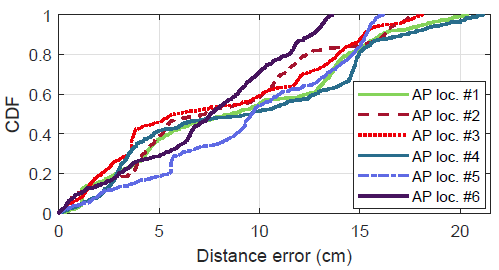 1
0.8
0.6
0.4
0.2
0
CDF
0
5
10
15
20
Distance error (cm)
AP loc. #1
AP loc. #2
AP loc. #3
AP loc. #4
AP loc. #5
AP loc. #6